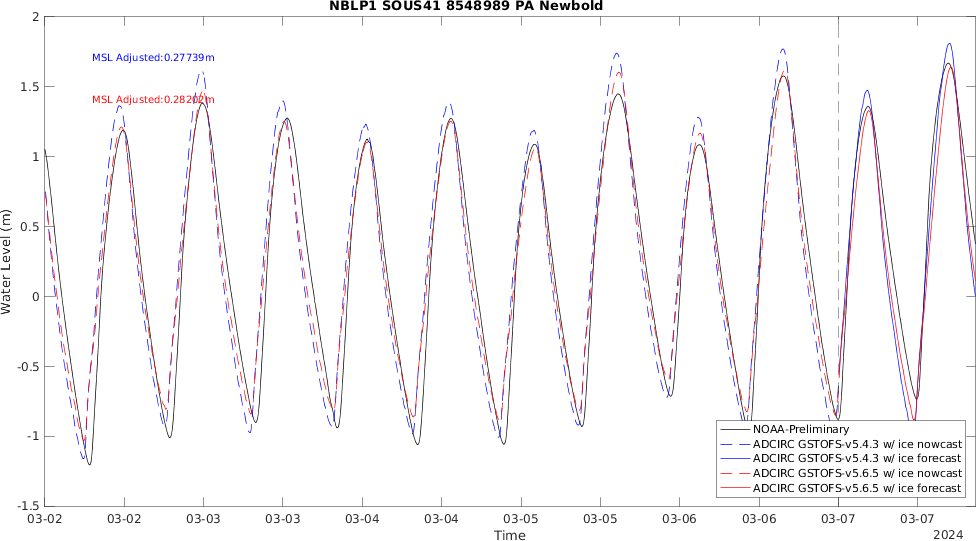 NBLP1 SOUS41 8548989 PA Newbold
2
1.5
1
0.5
0
-0.5
-1
-1.5
Water Level (m)
MSL Adjusted:0.27739m
MSL Adjusted:0.28202m
NOAA-Preliminary
ADCIRC GSTOFS-v5.4.3 w/ ice nowcast
ADCIRC GSTOFS-v5.4.3 w/ ice forecast
ADCIRC GSTOFS-v5.6.5 w/ ice nowcast
ADCIRC GSTOFS-v5.6.5 w/ ice forecast
03-02 03-02 03-03 03-03 03-04 03-04 03-05 03-05 03-06 03-06 03-07 03-07
Time
2024